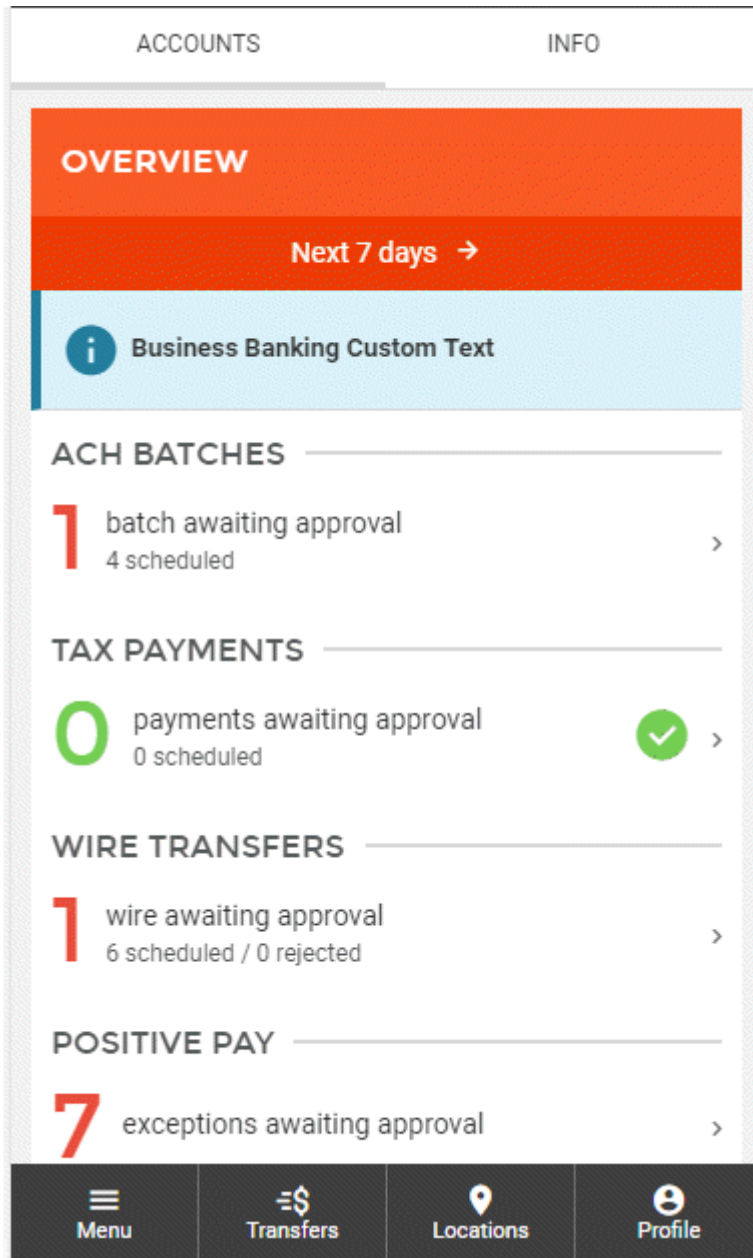 ACCOUNTS INFO
OVERVIEW
Next 7 days →
i Business Banking Custom Text
ACH BATCHES
1 batch awaiting approval
4 scheduled
TAX PAYMENTS
0 payments awaiting approval
0 scheduled
WIRE TRANSFERS
1 wire awaiting approval
6 scheduled / 0 rejected
POSITIVE PAY
7 exceptions awaiting approval
Menu Transfers Locations Profile